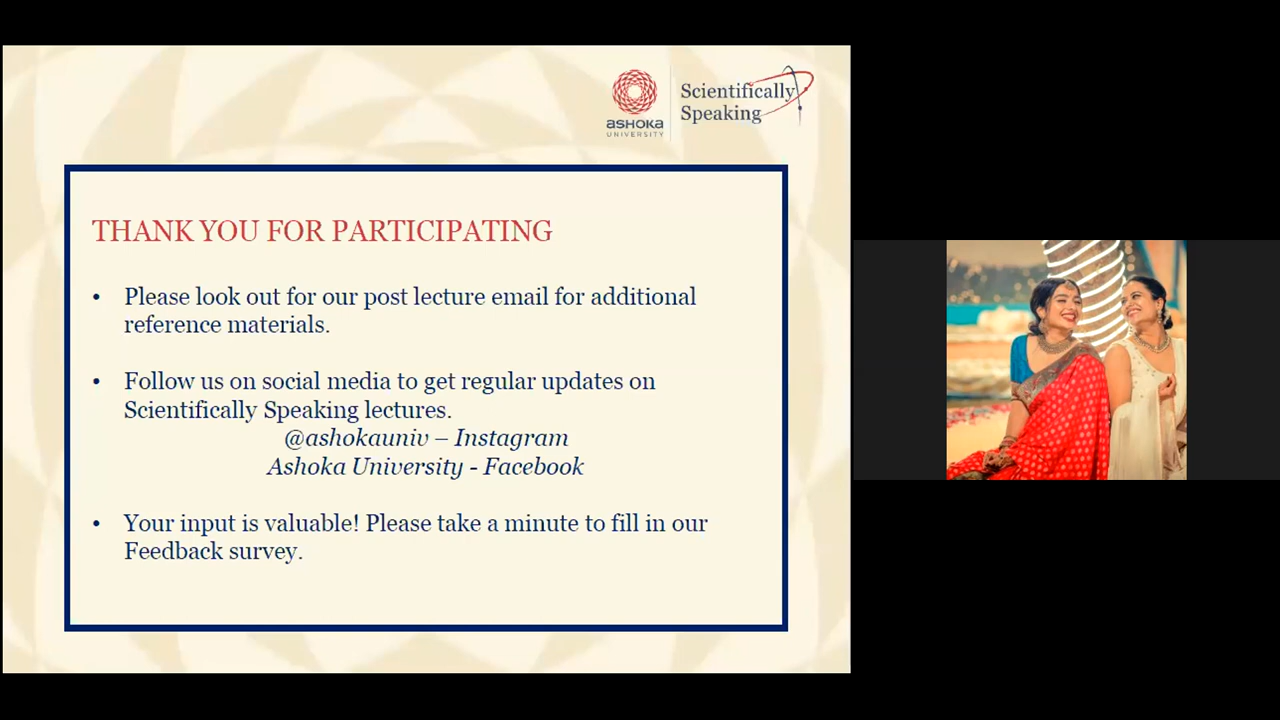 ASHOKA
UNIVERSITY
Scientifically
Speaking
THANK YOU FOR PARTICIPATING
• Please look out for our post lecture email for additional
reference materials.
• Follow us on social media to get regular updates on
Scientifically Speaking lectures.
@ashokauniv – Instagram
Ashoka University - Facebook
• Your input is valuable! Please take a minute to fill in our
Feedback survey.